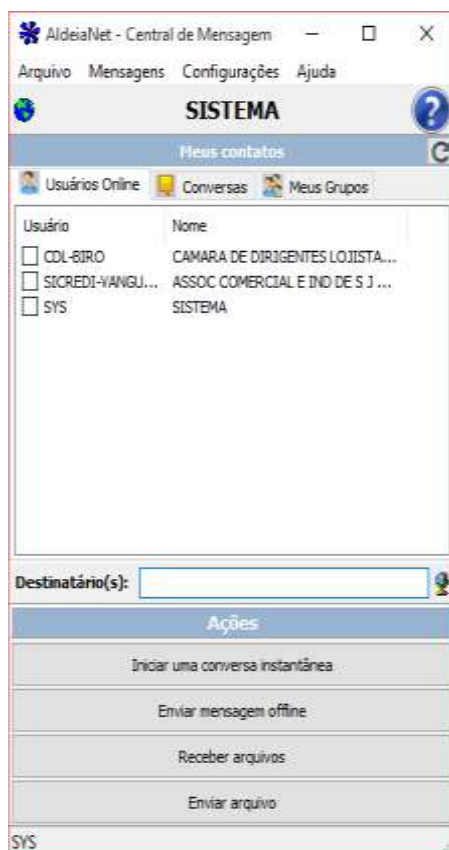 AldeiaNet - Central de Mensagem
Arquivo Mensagens Configurações Ajuda
SISTEMA
Meus contatos
Usuários Online Conversas Meus Grupos
Usuário Nome
CDL-BIRO CAMARA DE DIRIGENTES LOJISTA...
SICREDI-VANGU... ASSOC COMERCIAL E IND DE S J ...
SYS SISTEMA
Destinatário(s):
Ações
Iniciar uma conversa instantânea
Enviar mensagem offline
Receber arquivos
Enviar arquivo
SYS